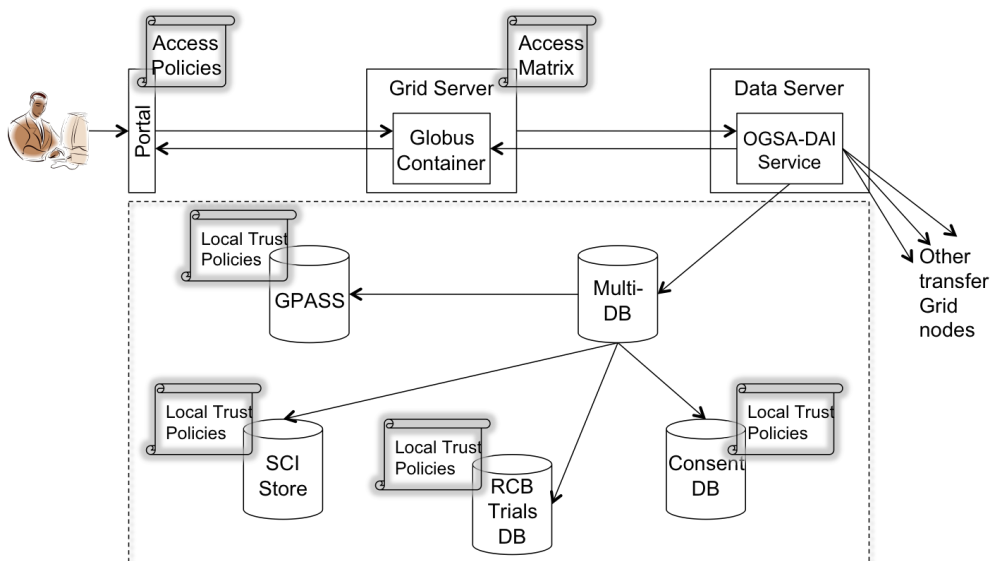 Access
Policies
Access
Matrix
Portal
Grid Server
Globus
Container
Data Server
OGSA-DAI
Service
Local Trust
Policies
GPASS
Multi-
DB
Other
transfer
Grid
nodes
Local Trust
Policies
SCI
Store
Local Trust
Policies
RCB
Trials
DB
Local Trust
Policies
Consent
DB